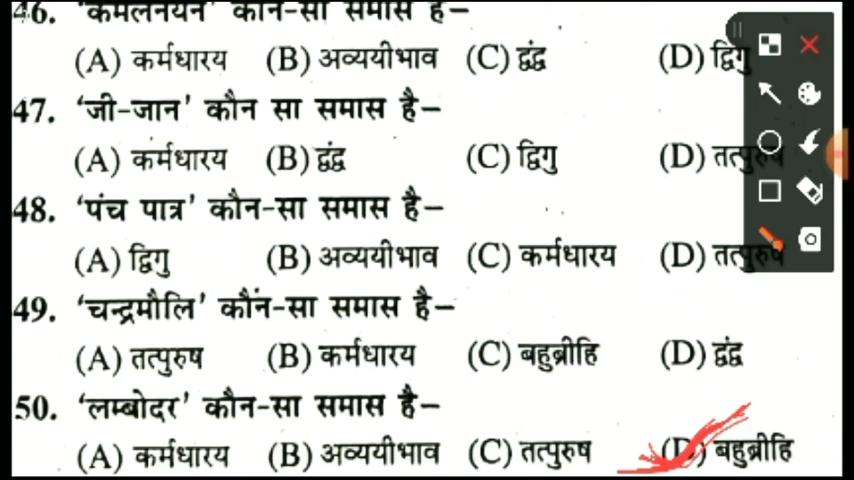 46. 'कमलनयन' कौन-सा समास है–
(A) कर्मधारय (B) अव्ययीभाव (C) द्वंद्व (D) द्विगु
47. 'जी-जान' कौन सा समास है–
(A) कर्मधारय (B) द्वंद्व (C) द्विगु (D) तत्पुरुष
48. 'पंच पात्र' कौन-सा समास है–
(A) द्विगु (B) अव्ययीभाव (C) कर्मधारय (D) तत्पुरुष
49. 'चन्द्रमौलि' कौन-सा समास है–
(A) तत्पुरुष (B) कर्मधारय (C) बहुब्रीहि (D) द्वंद्व
50. 'लम्बोदर' कौन-सा समास है–
(A) कर्मधारय (B) अव्ययीभाव (C) तत्पुरुष (D) बहुब्रीहि